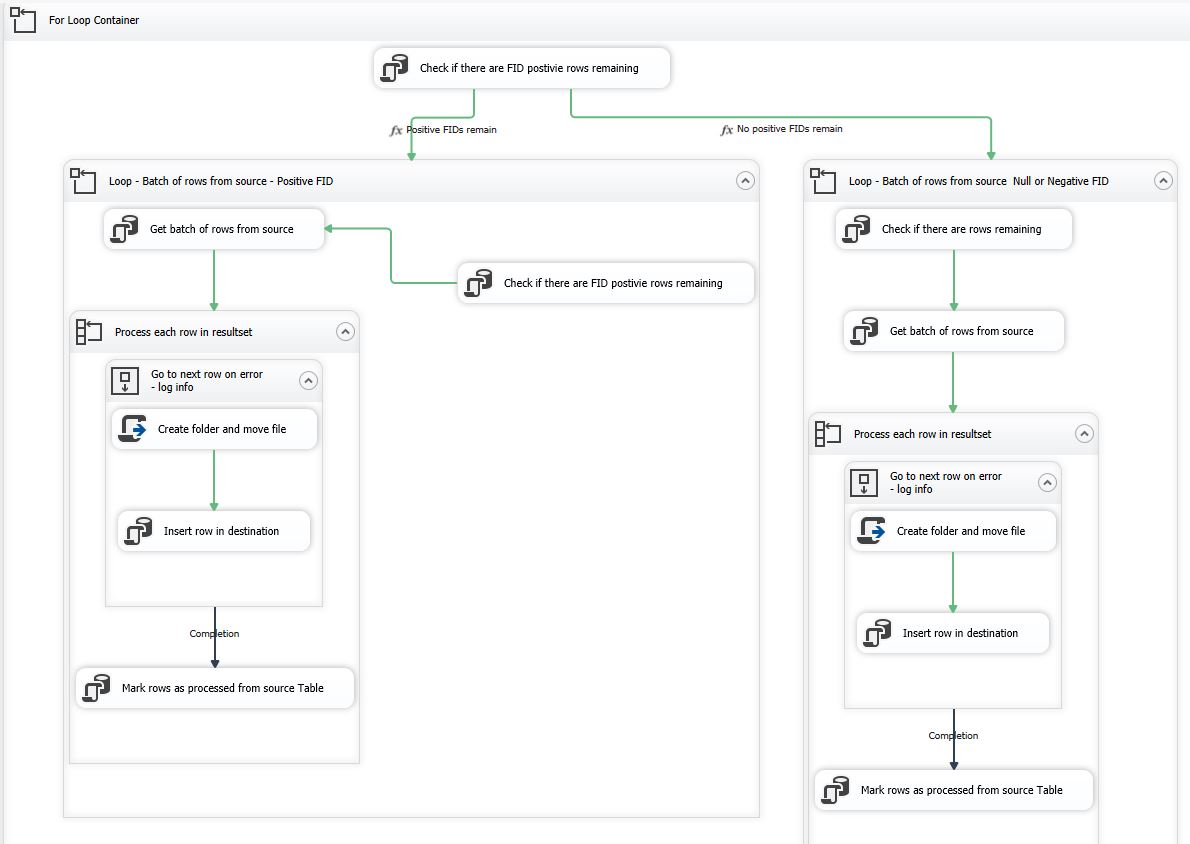 For Loop Container
Check if there are FID postivie rows remaining
fx Positive FIDs remain
fx No positive FIDs remain
Loop - Batch of rows from source - Positive FID
Get batch of rows from source
Check if there are FID postivie rows remaining
Process each row in resultset
Go to next row on error
- log info
Create folder and move file
Insert row in destination
Completion
Mark rows as processed from source Table
Loop - Batch of rows from source  Null or Negative FID
Check if there are rows remaining
Get batch of rows from source
Process each row in resultset
Go to next row on error
- log info
Create folder and move file
Insert row in destination
Completion
Mark rows as processed from source Table